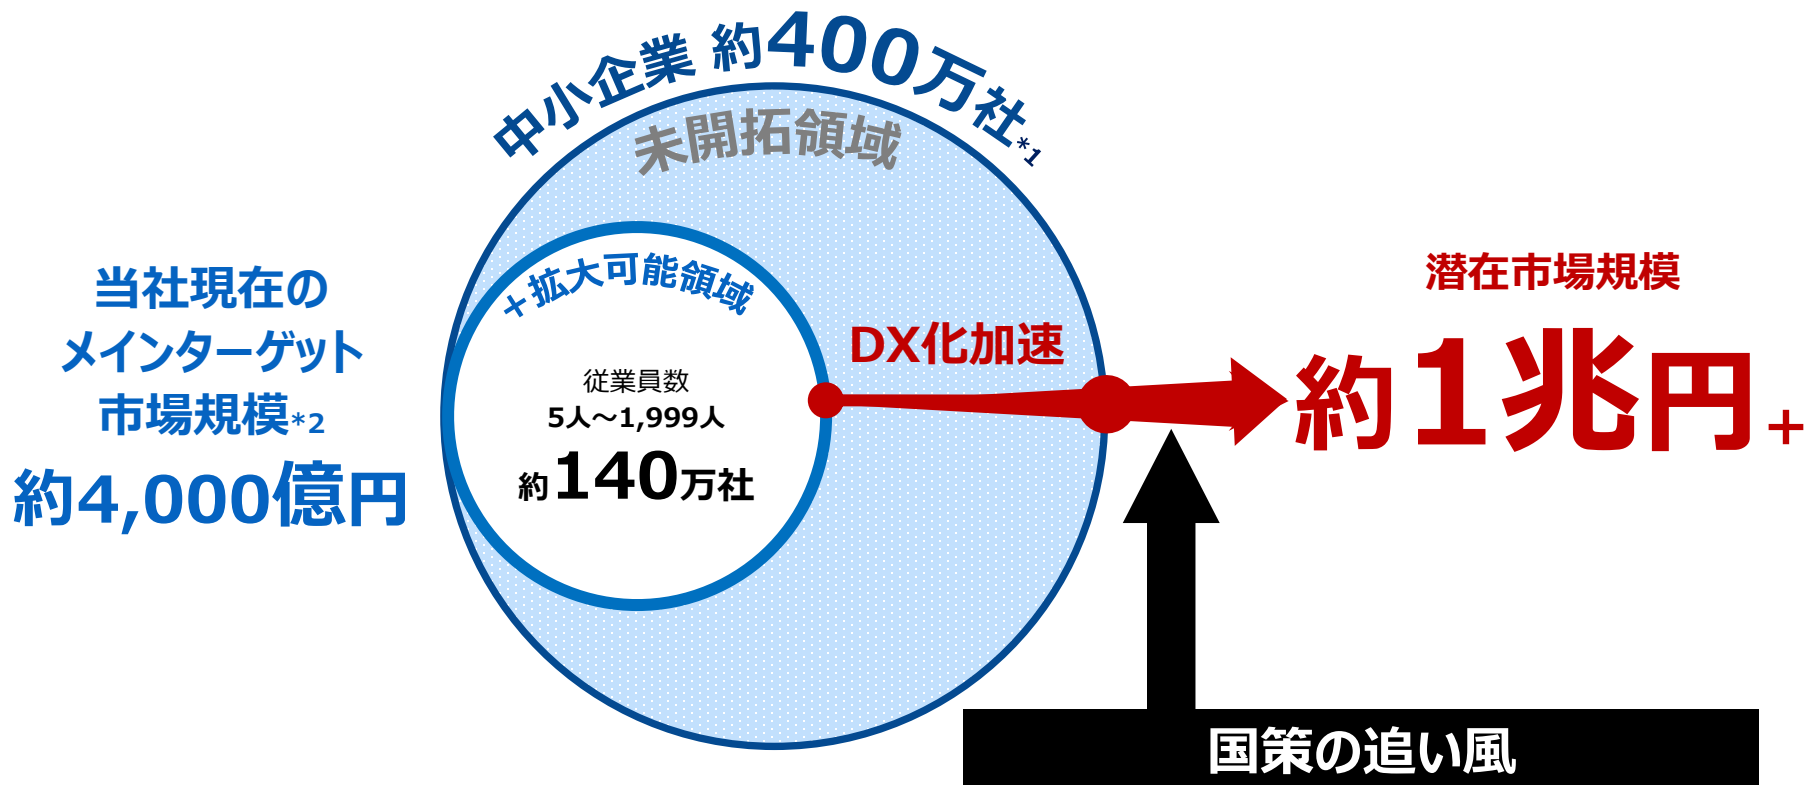 中小企業 約400万社*1
未開拓領域
当社現在の
メインターゲット
市場規模*2
約4,000億円
＋拡大可能領域
従業員数
5人～1,999人
約140万社
DX化加速
潜在市場規模
約1兆円+
国策の追い風